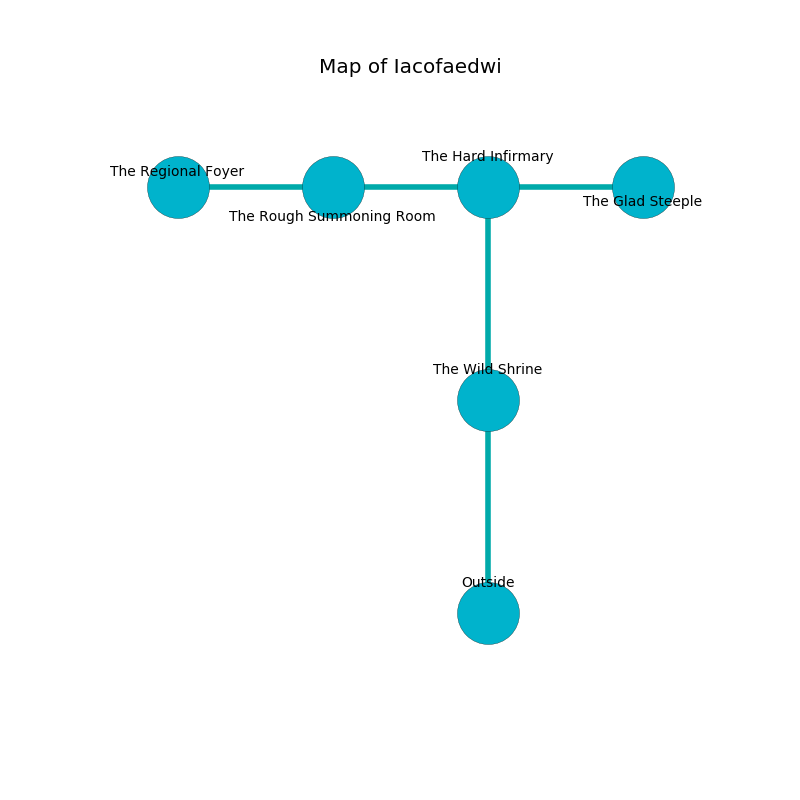 Map of Iacofaedwi
The Hard Infirmary
The Regional Foyer
The Glad Steeple
The Rough Summoning Room
The Wild Shrine
Outside